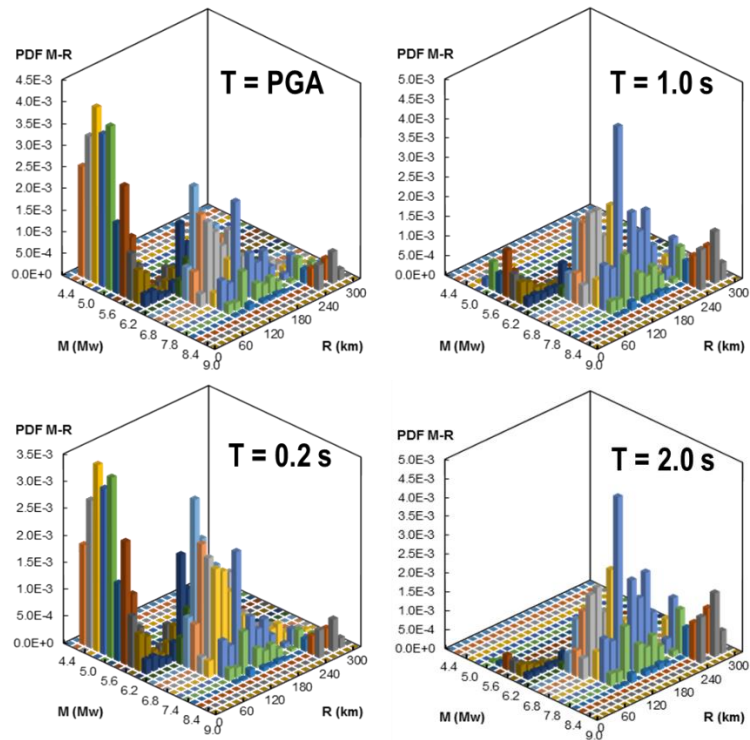 PDF M-R
T = PGA
4.5E-3
4.0E-3
3.5E-3
3.0E-3
2.5E-3
2.0E-3
1.5E-3
1.0E-3
5.0E-4
0.0E+0
4.4
5.0
5.6
6.2
6.8
7.8
8.4
9.0
0
60
120
180
240
300
M (Mw)
R (km)
PDF M-R
T = 1.0 s
5.0E-3
4.5E-3
4.0E-3
3.5E-3
3.0E-3
2.5E-3
2.0E-3
1.5E-3
1.0E-3
5.0E-4
0.0E+0
4.4
5.0
5.6
6.2
6.8
7.8
8.4
9.0
0
60
120
180
240
300
M (Mw)
R (km)
PDF M-R
T = 0.2 s
3.5E-3
3.0E-3
2.5E-3
2.0E-3
1.5E-3
1.0E-3
5.0E-4
0.0E+0
4.4
5.0
5.6
6.2
6.8
7.4
8.4
9.0
0
60
120
180
240
300
M (Mw)
R (km)
PDF M-R
T = 2.0 s
5.0E-3
4.5E-3
4.0E-3
3.5E-3
3.0E-3
2.5E-3
2.0E-3
1.5E-3
1.0E-3
5.0E-4
0.0E+0
4.4
5.0
5.6
6.2
6.8
7.8
8.4
9.0
0
60
120
180
240
300
M (Mw)
R (km)